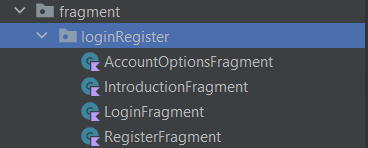 fragment
loginRegister
AccountOptionsFragment
IntroductionFragment
LoginFragment
RegisterFragment